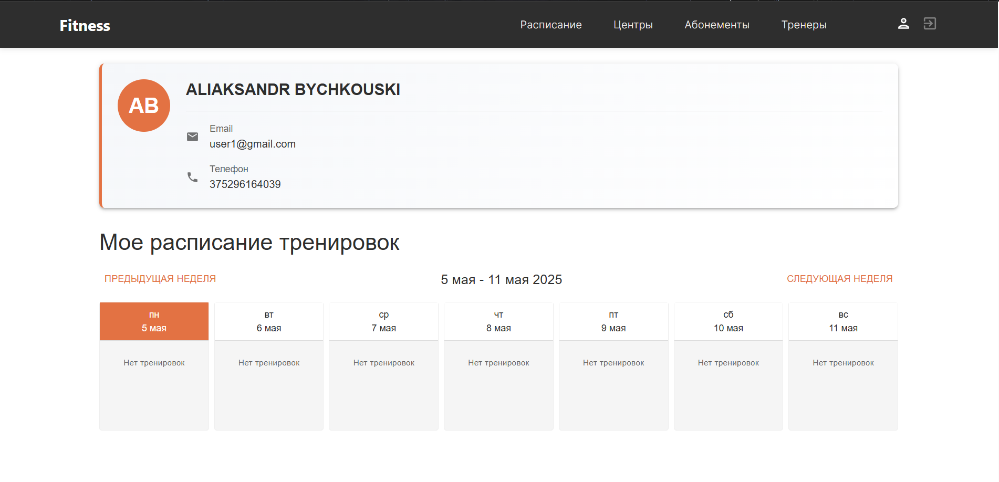 Fitness
Расписание Центры Абонементы Тренеры
AB
ALIAKSANDR BYCHKOUSKI
Email
user1@gmail.com
Телефон
375296164039
Мое расписание тренировок
ПРЕДЫДУЩАЯ НЕДЕЛЯ 5 мая - 11 мая 2025 СЛЕДУЮЩАЯ НЕДЕЛЯ
пн вт ср чт пт сб вс
5 мая 6 мая 7 мая 8 мая 9 мая 10 мая 11 мая
Нет тренировок Нет тренировок Нет тренировок Нет тренировок Нет тренировок Нет тренировок Нет тренировок